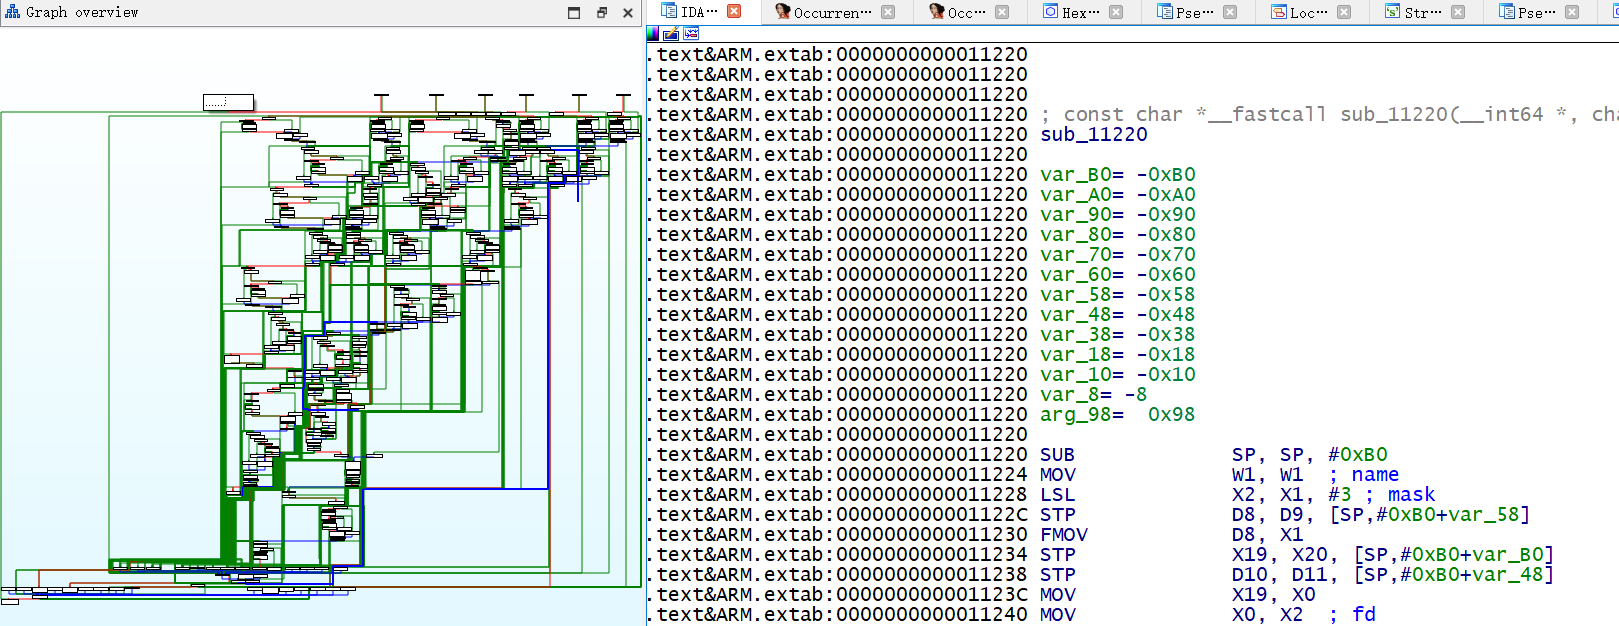 Graph overview
IDA…
Occurren…
Occ…
Hex…
Pse…
Loc…
Str…
Pse…
.text&ARM.extab:0000000000011220
.text&ARM.extab:0000000000011220
.text&ARM.extab:0000000000011220
.text&ARM.extab:0000000000011220 ; const char *__fastcall sub_11220(__int64 *, cha
.text&ARM.extab:0000000000011220 sub_11220
.text&ARM.extab:0000000000011220
.text&ARM.extab:0000000000011220 var_B0= -0xB0
.text&ARM.extab:0000000000011220 var_A0= -0xA0
.text&ARM.extab:0000000000011220 var_90= -0x90
.text&ARM.extab:0000000000011220 var_80= -0x80
.text&ARM.extab:0000000000011220 var_70= -0x70
.text&ARM.extab:0000000000011220 var_60= -0x60
.text&ARM.extab:0000000000011220 var_58= -0x58
.text&ARM.extab:0000000000011220 var_48= -0x48
.text&ARM.extab:0000000000011220 var_38= -0x38
.text&ARM.extab:0000000000011220 var_18= -0x18
.text&ARM.extab:0000000000011220 var_10= -0x10
.text&ARM.extab:0000000000011220 var_8= -8
.text&ARM.extab:0000000000011220 arg_98=  0x98
.text&ARM.extab:0000000000011220
.text&ARM.extab:0000000000011220 SUB SP, SP, #0xB0
.text&ARM.extab:0000000000011224 MOV W1, W1 ; name
.text&ARM.extab:0000000000011228 LSL X2, X1, #3 ; mask
.text&ARM.extab:000000000001122C STP D8, D9, [SP,#0xB0+var_58]
.text&ARM.extab:0000000000011230 FMOV D8, X1
.text&ARM.extab:0000000000011234 STP X19, X20, [SP,#0xB0+var_B0]
.text&ARM.extab:0000000000011238 STP D10, D11, [SP,#0xB0+var_48]
.text&ARM.extab:000000000001123C MOV X19, X0
.text&ARM.extab:0000000000011240 MOV X0, X2 ; fd